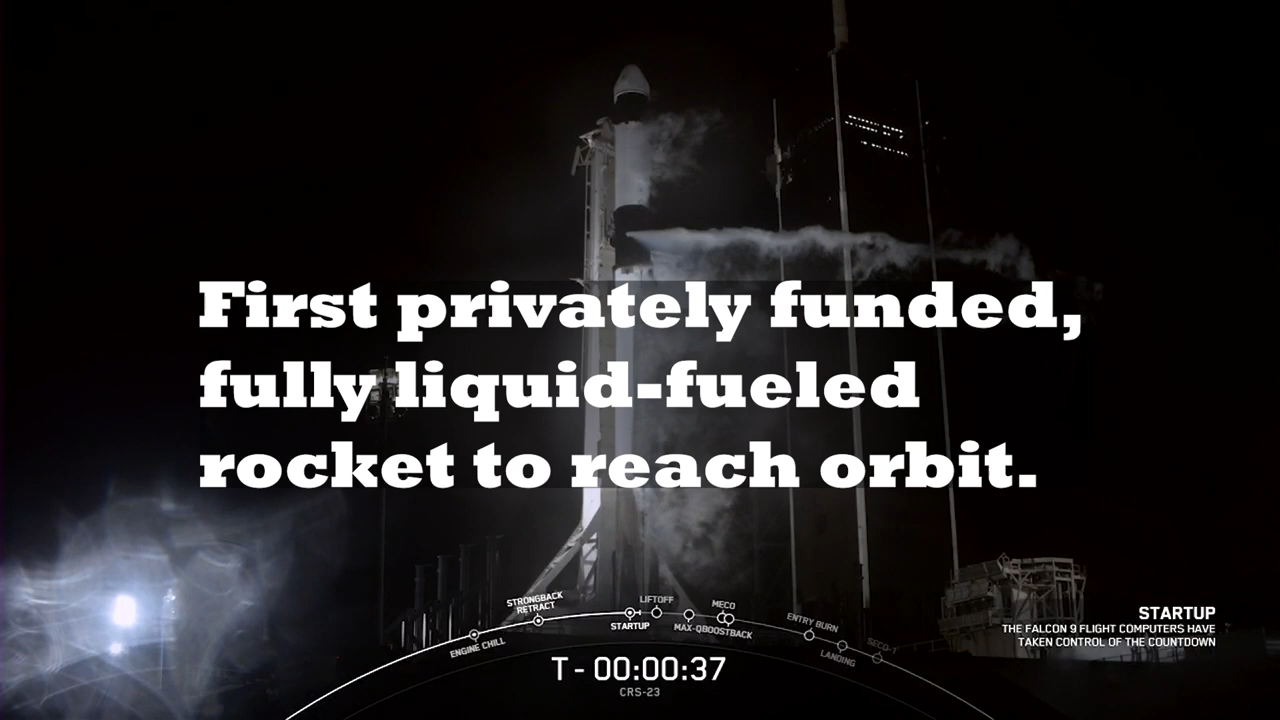 First privately funded,
fully liquid-fueled
rocket to reach orbit.
ENGINE CHILL
STRONGBACK
RETRACT
STARTUP
LIFTOFF
MAX-Q
MECO
BOOSTBACK
ENTRY BURN
LANDING
SECO-1
T- 00:00:37
CRS-23
STARTUP
THE FALCON 9 FLIGHT COMPUTERS HAVE
TAKEN CONTROL OF THE COUNTDOWN